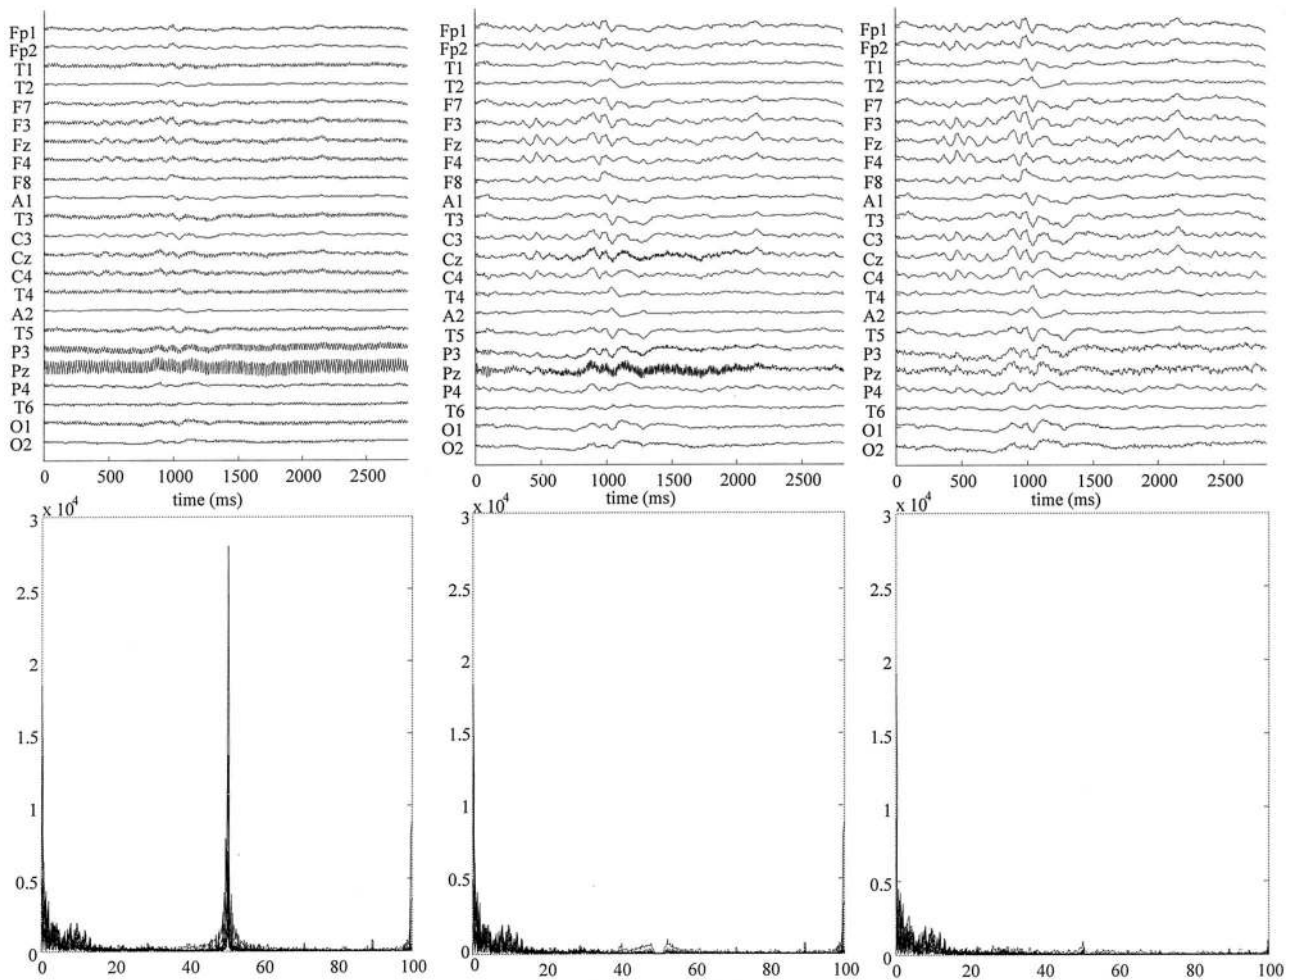 Fp1
Fp2
T1
T2
F7
F3
Fz
F4
F8
A1
T3
C3
Cz
C4
T4
A2
T5
P3
Pz
P4
T6
O1
O2
0 500 1000 1500 2000 2500
time (ms)
Fp1
Fp2
T1
T2
F7
F3
Fz
F4
F8
A1
T3
C3
Cz
C4
T4
A2
T5
P3
Pz
P4
T6
O1
O2
0 500 1000 1500 2000 2500
time (ms)
Fp1
Fp2
T1
T2
F7
F3
Fz
F4
F8
A1
T3
C3
Cz
C4
T4
A2
T5
P3
Pz
P4
T6
O1
O2
0 500 1000 1500 2000 2500
time (ms)
x 10⁴
3
2.5
2
1.5
1
0.5
0
0 20 40 60 80 100
x 10⁴
3
2.5
2
1.5
1
0.5
0
0 20 40 60 80 100
x 10⁴
3
2.5
2
1.5
1
0.5
0
0 20 40 60 80 100